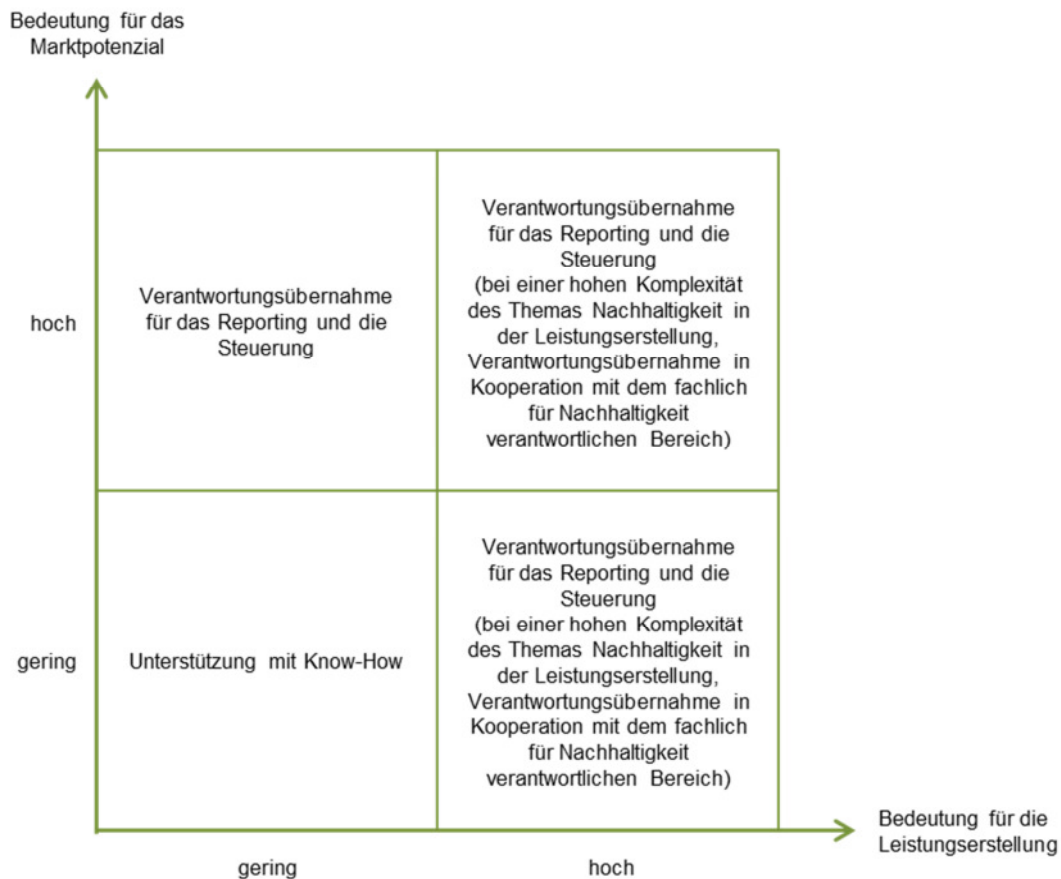 Bedeutung für das
Marktpotenzial
hoch
Verantwortungsübernahme
für das Reporting und die
Steuerung
Verantwortungsübernahme
für das Reporting und die
Steuerung
(bei einer hohen Komplexität
des Themas Nachhaltigkeit in
der Leistungserstellung,
Verantwortungsübernahme in
Kooperation mit dem fachlich
für Nachhaltigkeit
verantwortlichen Bereich)
gering
Unterstützung mit Know-How
Verantwortungsübernahme
für das Reporting und die
Steuerung
(bei einer hohen Komplexität
des Themas Nachhaltigkeit in
der Leistungserstellung,
Verantwortungsübernahme in
Kooperation mit dem fachlich
für Nachhaltigkeit
verantwortlichen Bereich)
Bedeutung für die
Leistungserstellung
gering
hoch